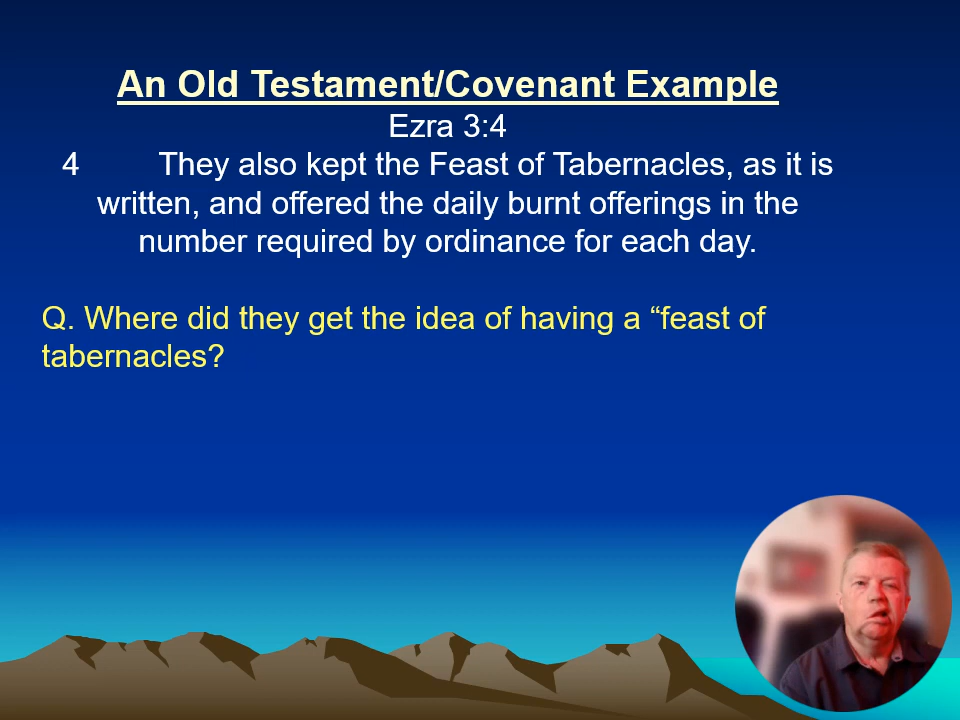 An Old Testament/Covenant Example
Ezra 3:4
4 They also kept the Feast of Tabernacles, as it is
written, and offered the daily burnt offerings in the
number required by ordinance for each day.
Q. Where did they get the idea of having a “feast of
tabernacles?